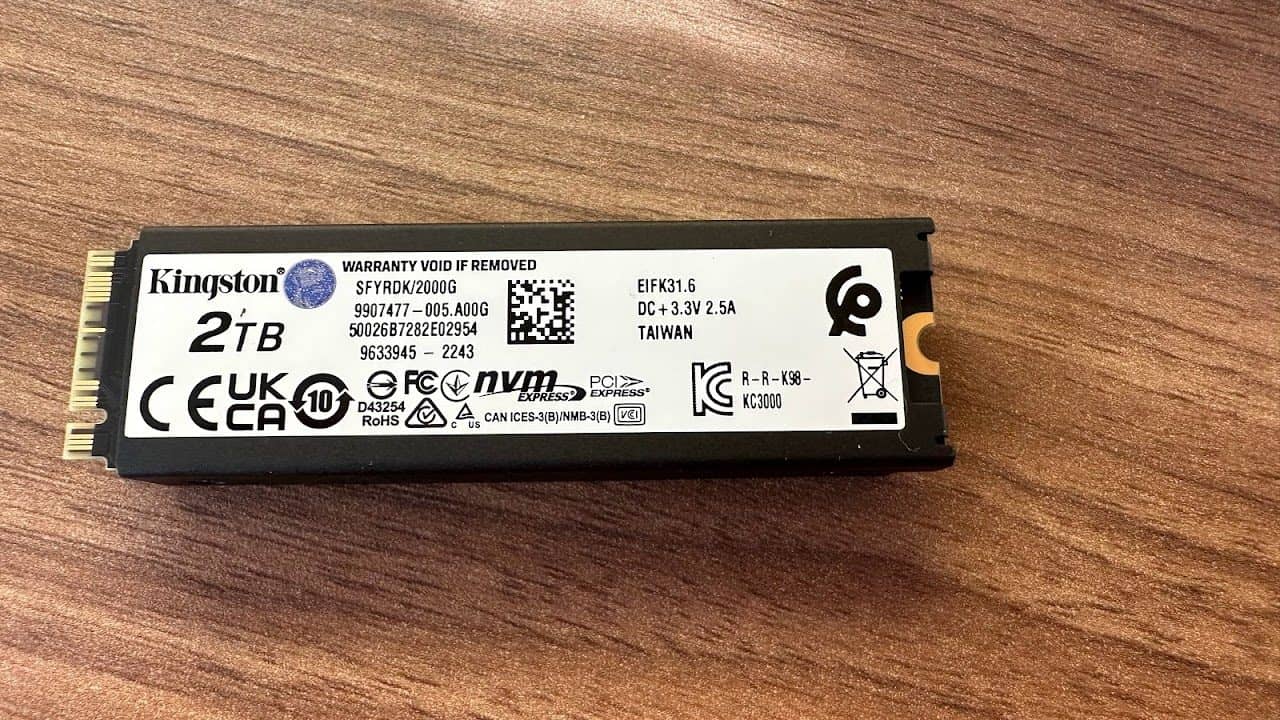 Kingston®
2TB
WARRANTY VOID IF REMOVED
SFYRDK/2000G
9907477-005.A00G
50026B7282E02954
9633945 - 2243
EIFK31.6
DC+3.3V 2.5A
TAIWAN
CE UK CA 10
D43254
RoHS
FC
C US
nvm
EXPRESS
PCI
EXPRESS®
CAN ICES-3(B)/NMB-3(B)
VCI
R-R-K98-
KC3000